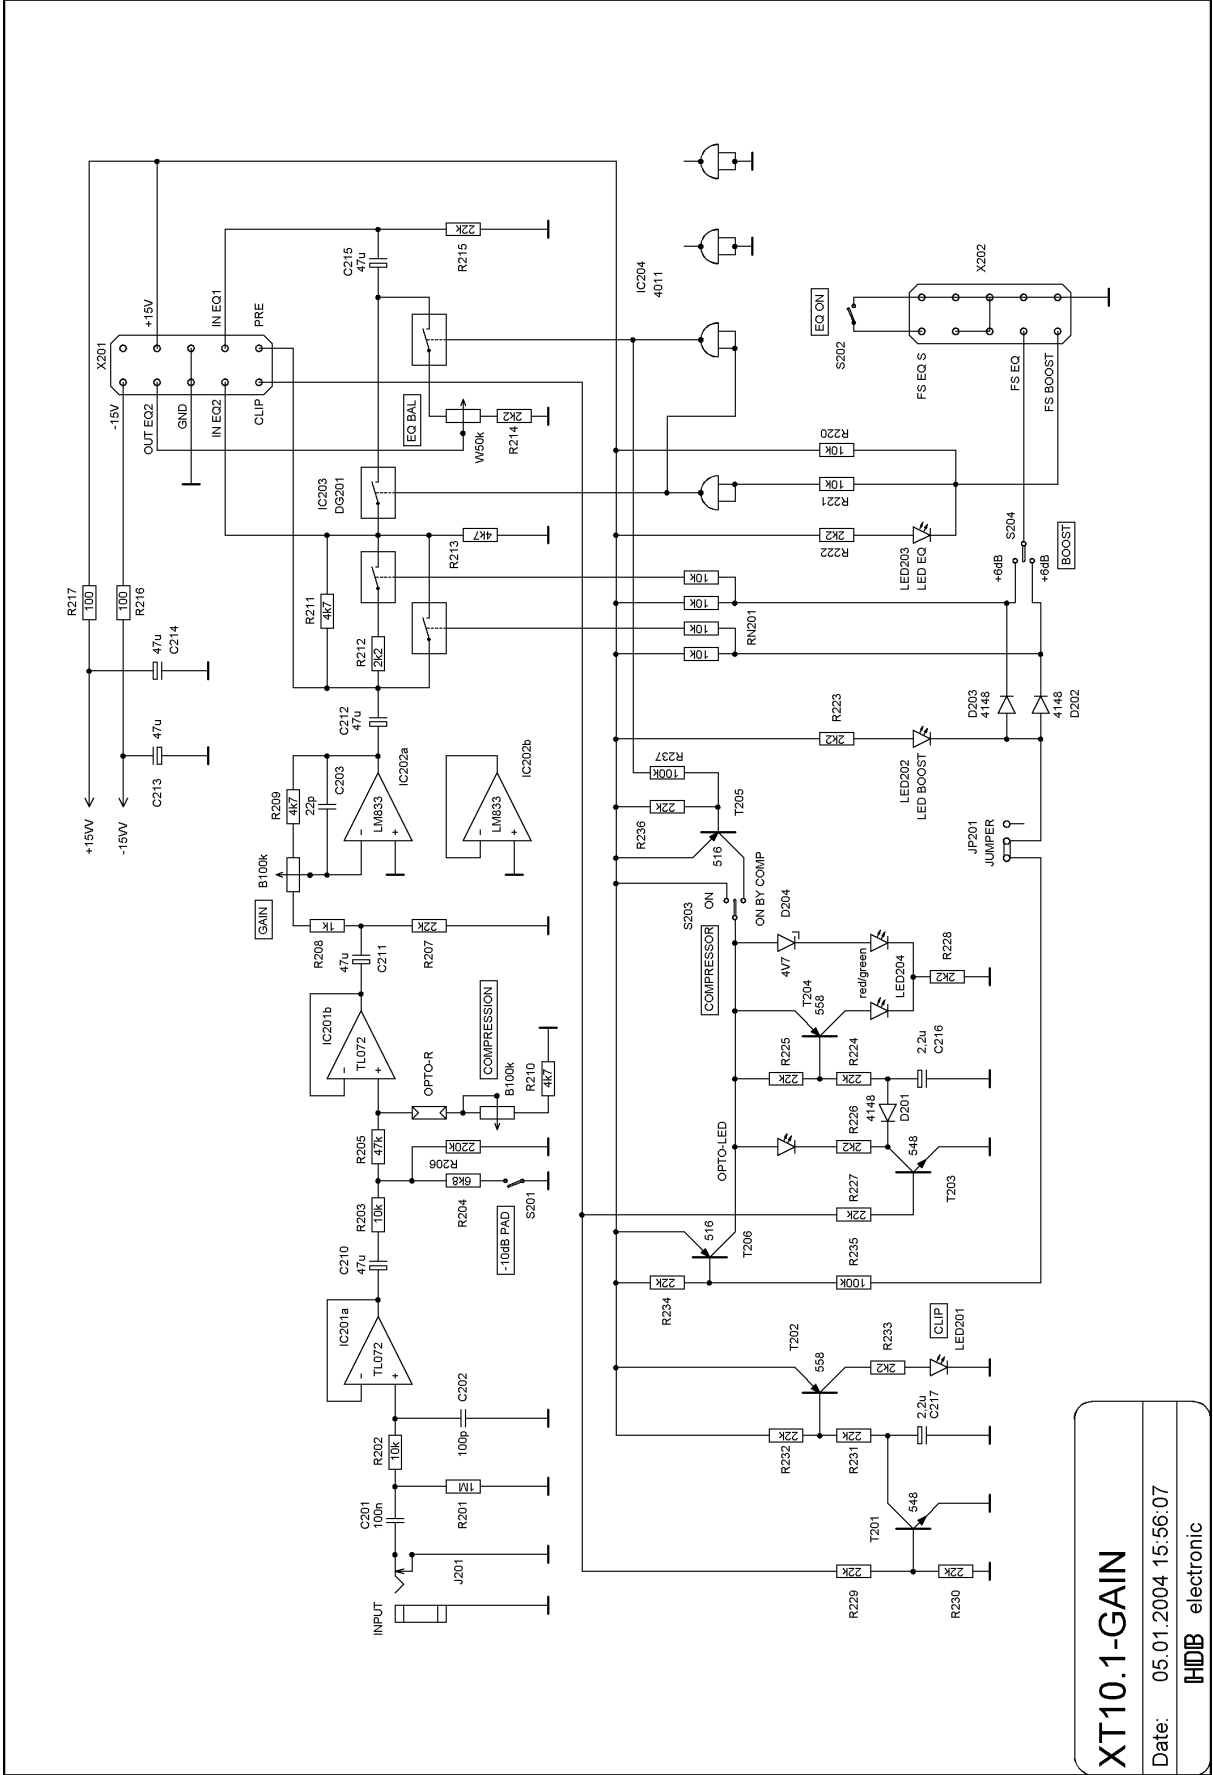 INPUT
J201
C201
100n
R201
1M
R202
10k
C202
100p
IC201a
TL072
C210
47u
R203
10k
R204
6k8
R206
220k
S201
-10dB PAD
R205
47k
OPTO-R
COMPRESSION
B100k
R210
4k7
IC201b
TL072
47u
C211
R208
1k
R207
22k
GAIN
B100k
R209
4k7
22p
C203
LM833
IC202a
LM833
IC202b
C212
47u
+15VV
-15VV
C213
47u
47u
C214
R217
100
100
R216
R211
4k7
R212
2k2
R213
4k7
IC203
DG201
EQ BAL
W50k
2k2
R214
C215
47u
R215
22k
X201
-15V
OUT EQ2
GND
IN EQ2
CLIP
+15V
IN EQ1
PRE
IC204
4011
R229
22k
R230
22k
T201
548
R232
22k
R231
22k
2,2u
C217
T202
558
R233
2k2
CLIP
LED201
R234
22k
516
T206
R235
100k
OPTO-LED
R227
22k
548
T203
R226
2k2
4148
D201
R225
22k
R224
22k
2,2u
C216
T204
558
red/green
LED204
4V7
D204
R228
2k2
COMPRESSOR
S203
ON
ON BY COMP
516
T205
R236
22k
R237
100k
JP201
JUMPER
R223
2k2
LED202
LED BOOST
D203
4148
4148
D202
RN201
10k
10k
10k
10k
R222
2k2
LED203
LED EQ
R221
10k
R220
10k
S204
+6dB
+6dB
BOOST
S202
EQ ON
X202
FS EQ S
FS EQ
FS BOOST
XT10.1-GAIN
Date: 05.01.2004 15:56:07
HDB electronic